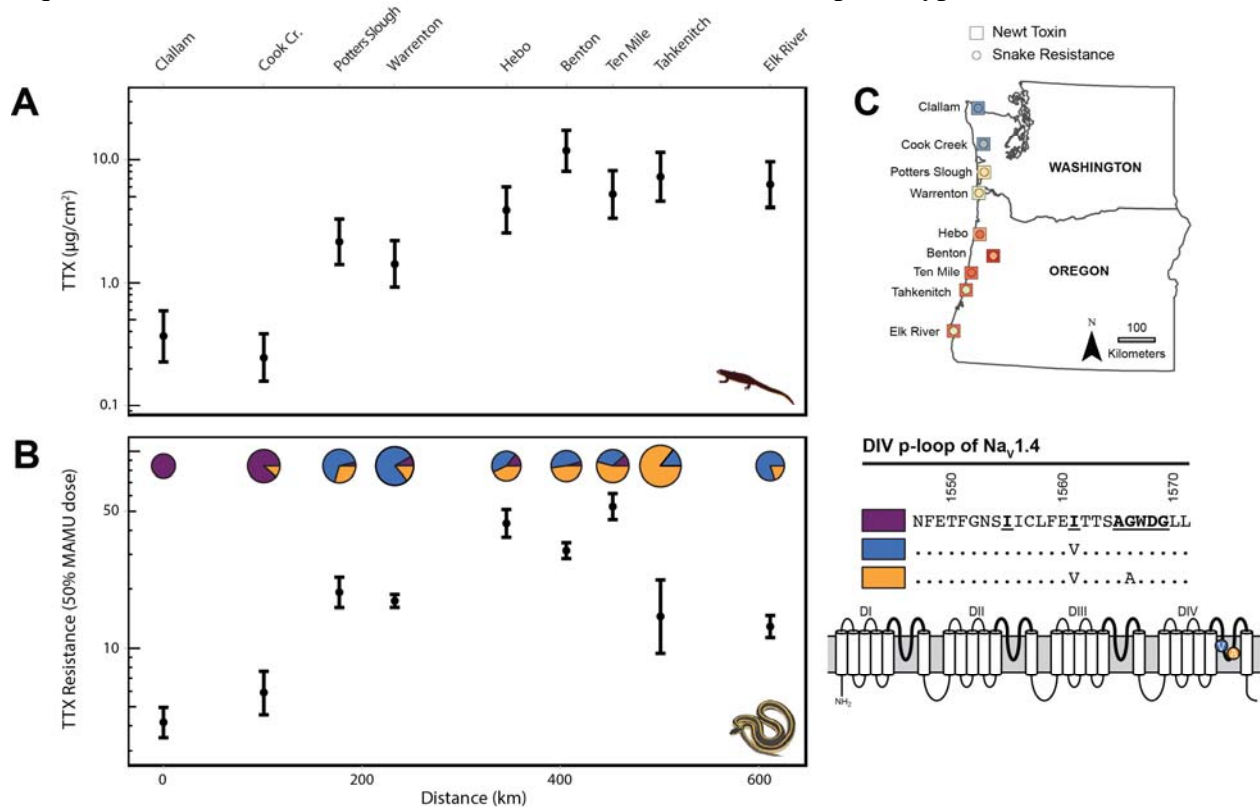 Clallam
Cook Cr.
Potters Slough
Warrenton
Hebo
Benton
Ten Mile
Tahkenitch
Elk River
A
TTX (µg/cm²)
10.0
1.0
0.1
B
TTX Resistance (50% MAMU dose)
50
10
0
200
400
600
Distance (km)
Newt Toxin
Snake Resistance
C
Clallam
Cook Creek
Potters Slough
Warrenton
Hebo
Benton
Ten Mile
Tahkenitch
Elk River
WASHINGTON
OREGON
N
100
Kilometers
DIV p-loop of Nav1.4
1550
1560
1570
NFETFGNSIICLFEITTSAGWDGLL
..............V..........
..............V....A.....
DI
DII
DIII
DIV
NH2